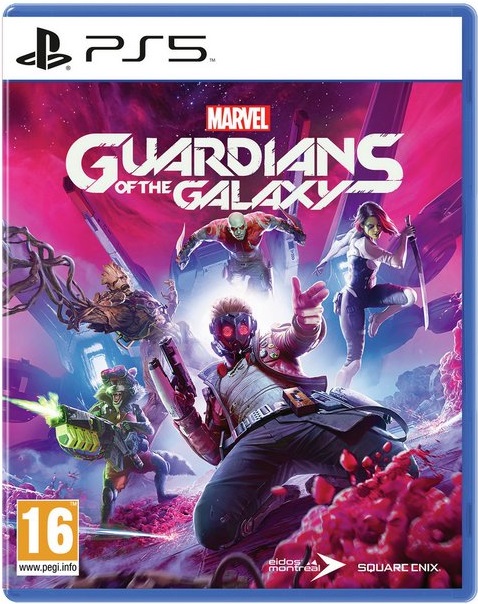 PS5
MARVEL
GUARDIANS
OF THE
GALAXY
16
www.pegi.info
eidos
montréal
SQUARE ENIX